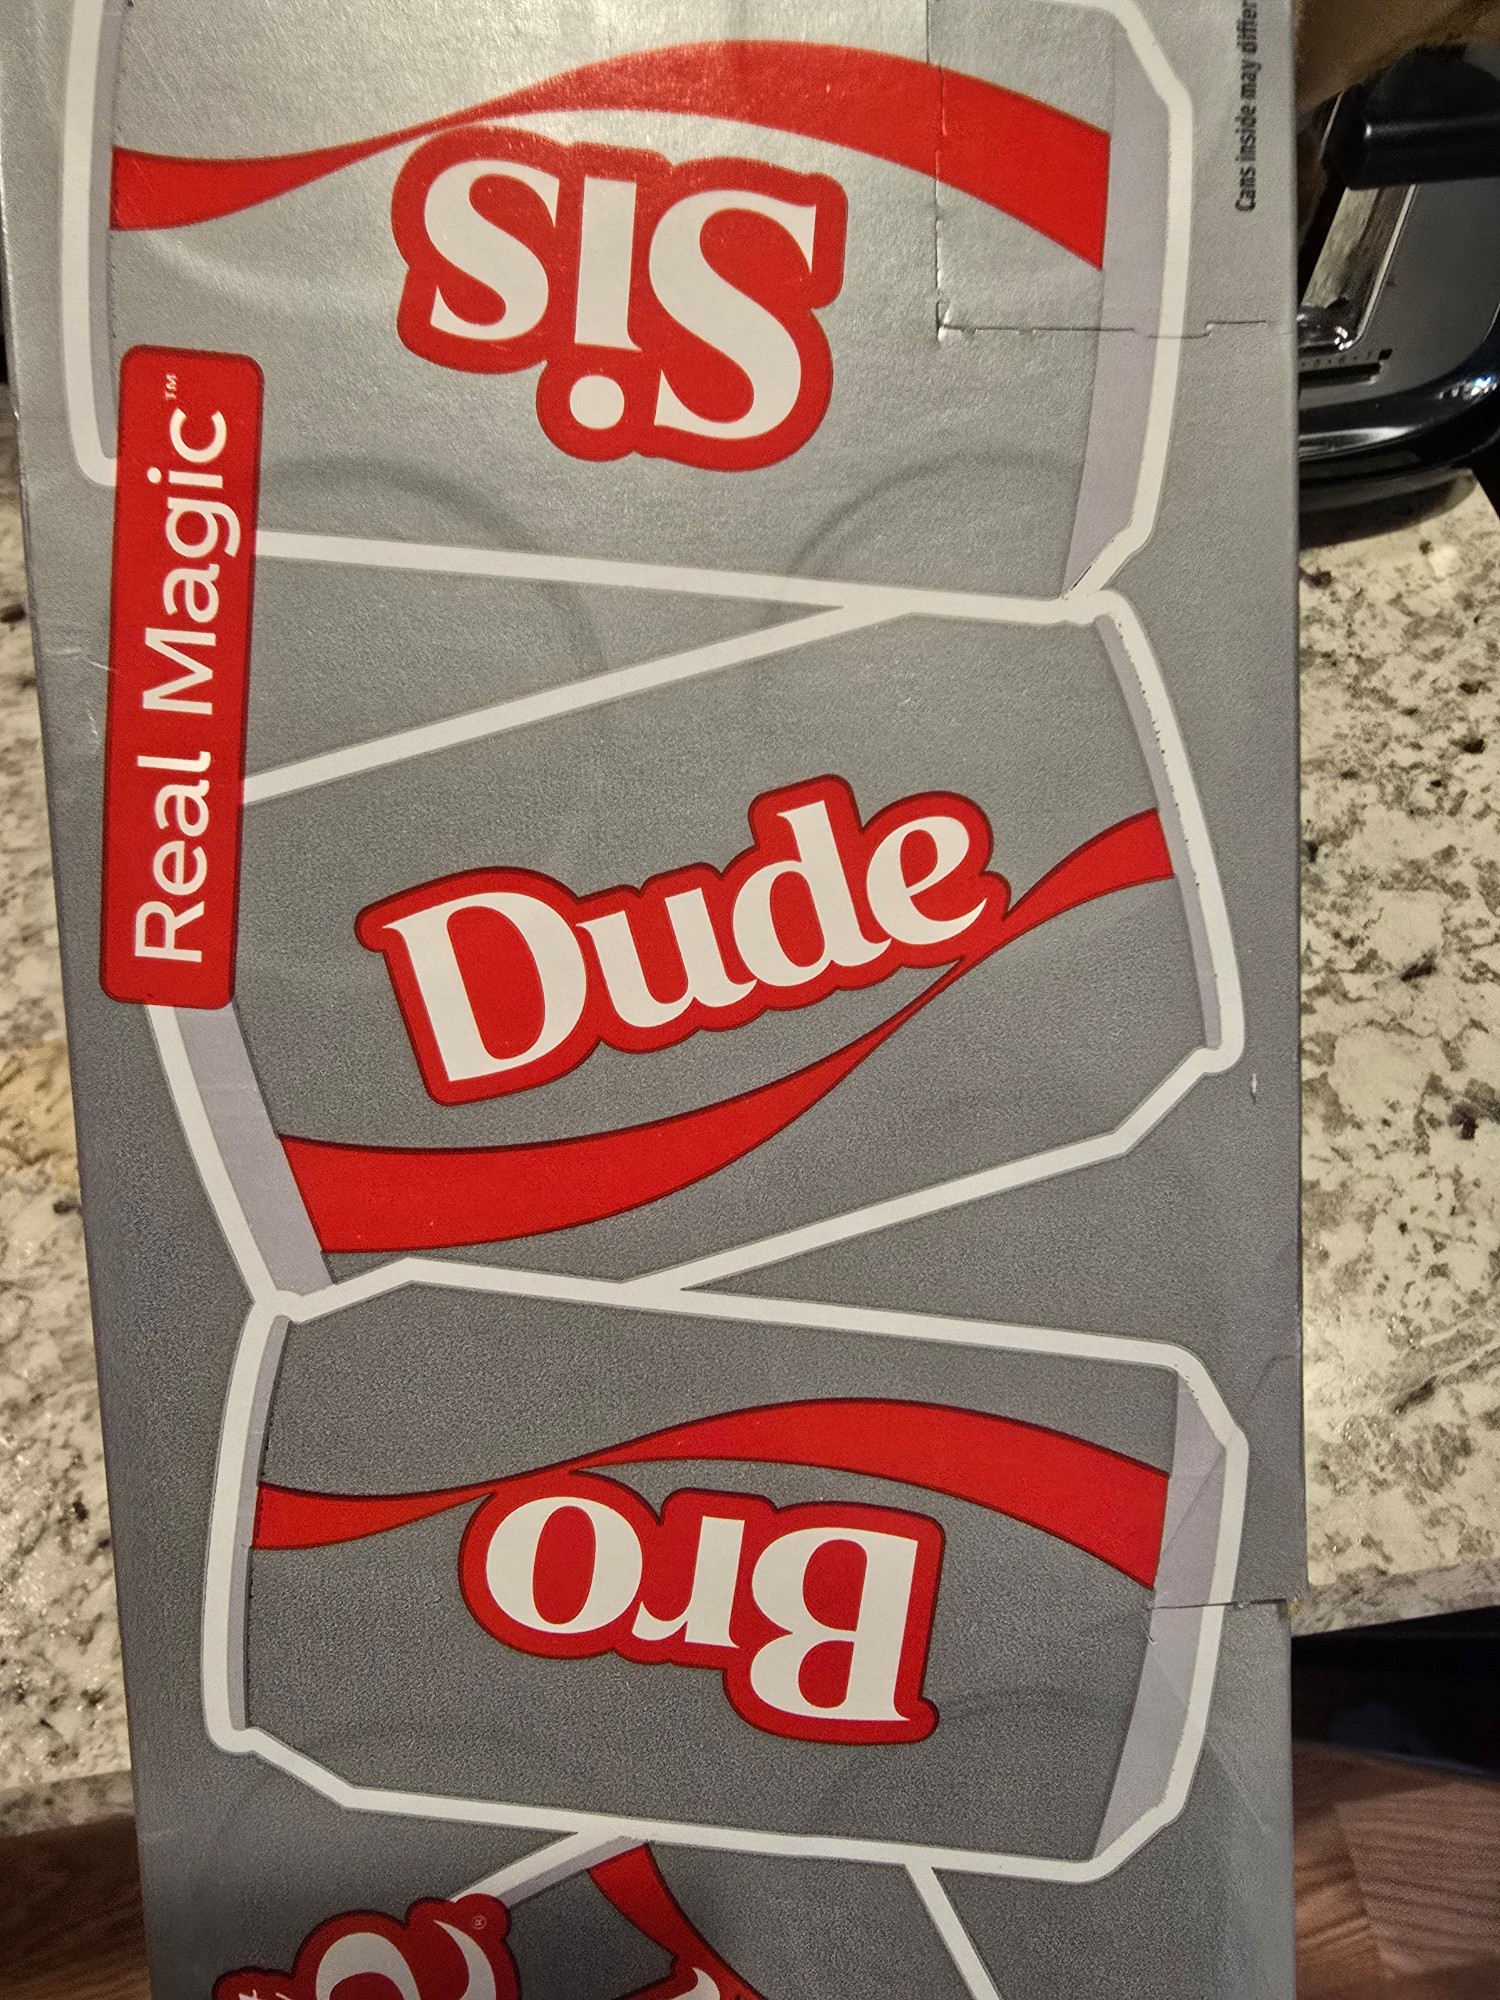 Cans inside may differ
Sis
Real Magic™
Dude
Bro